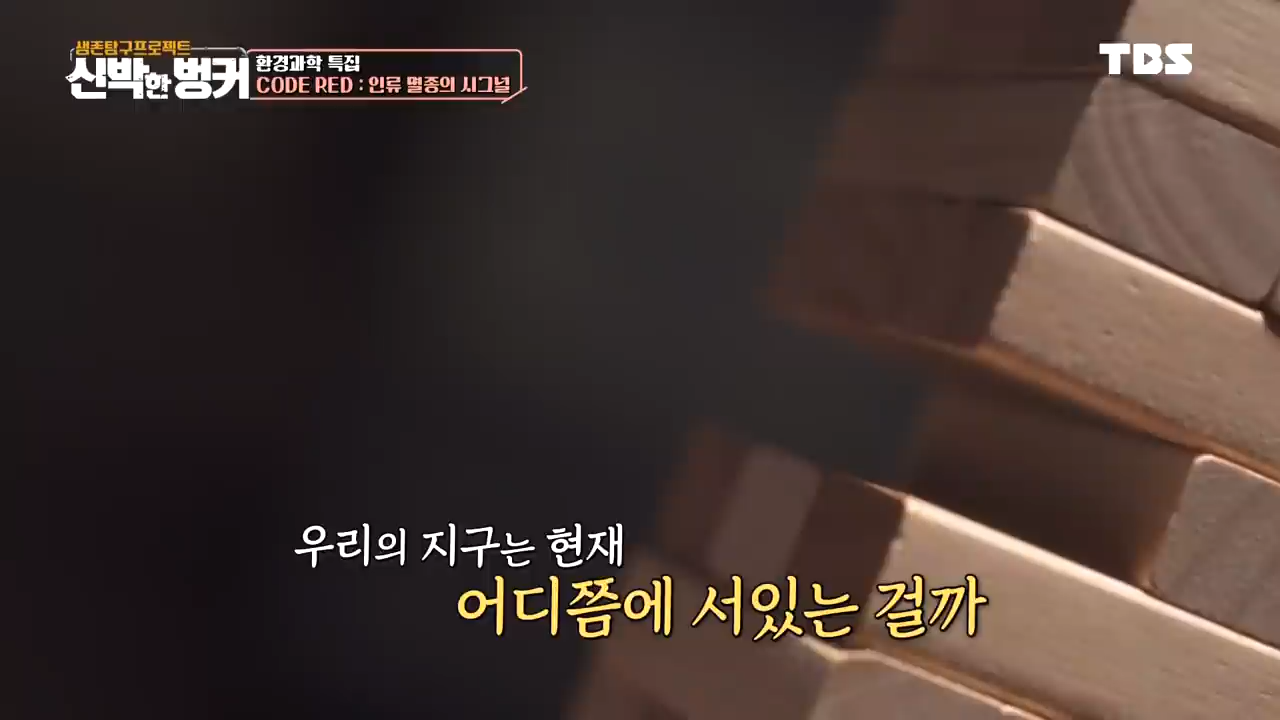 생존탐구프로젝트
신박한 벙커
환경과학 특집
CODE RED : 인류 멸종의 시그널
TBS
우리의 지구는 현재
어디쯤에 서있는 걸까